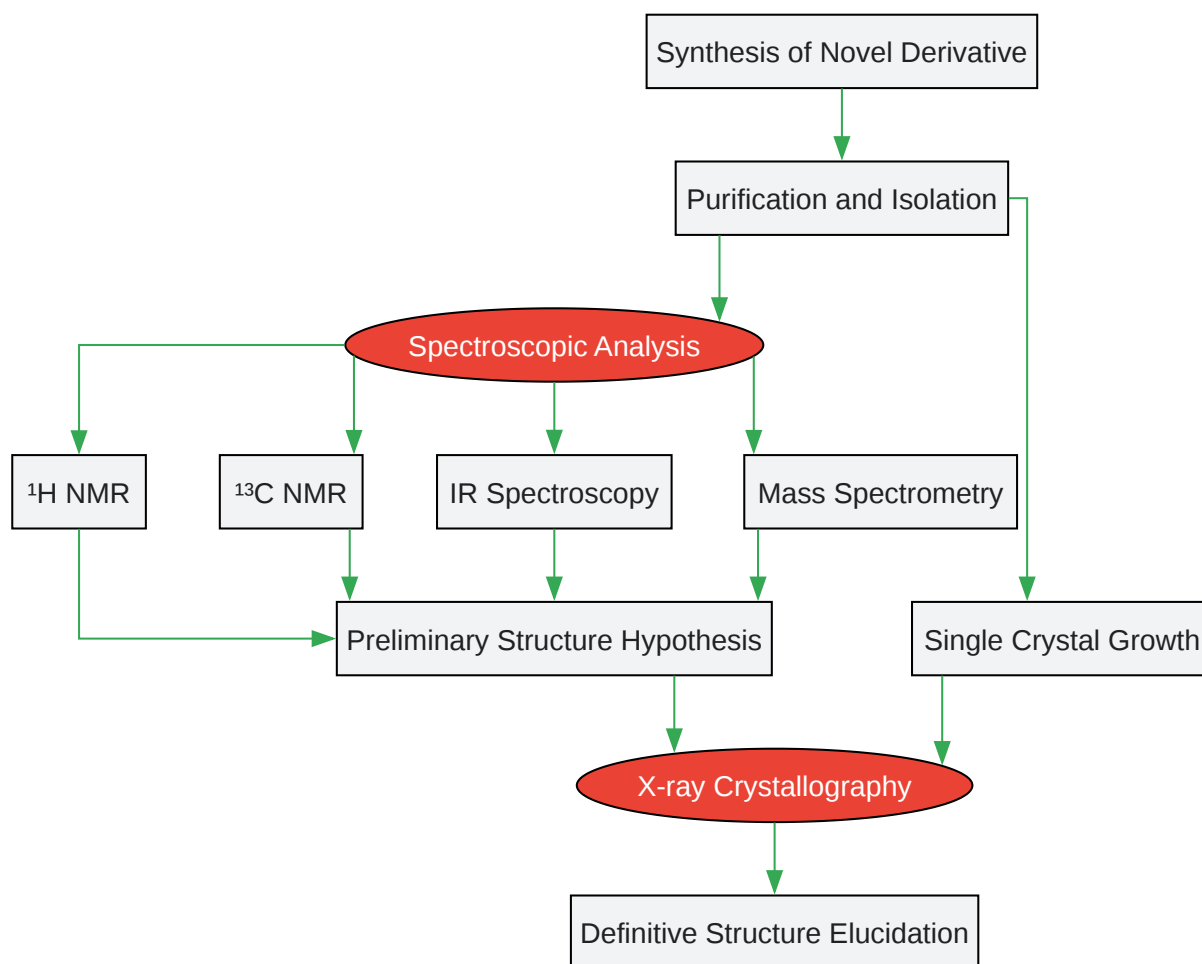 Synthesis of Novel Derivative
Purification and Isolation
Spectroscopic Analysis
¹H NMR
¹³C NMR
IR Spectroscopy
Mass Spectrometry
Preliminary Structure Hypothesis
Single Crystal Growth
X-ray Crystallography
Definitive Structure Elucidation